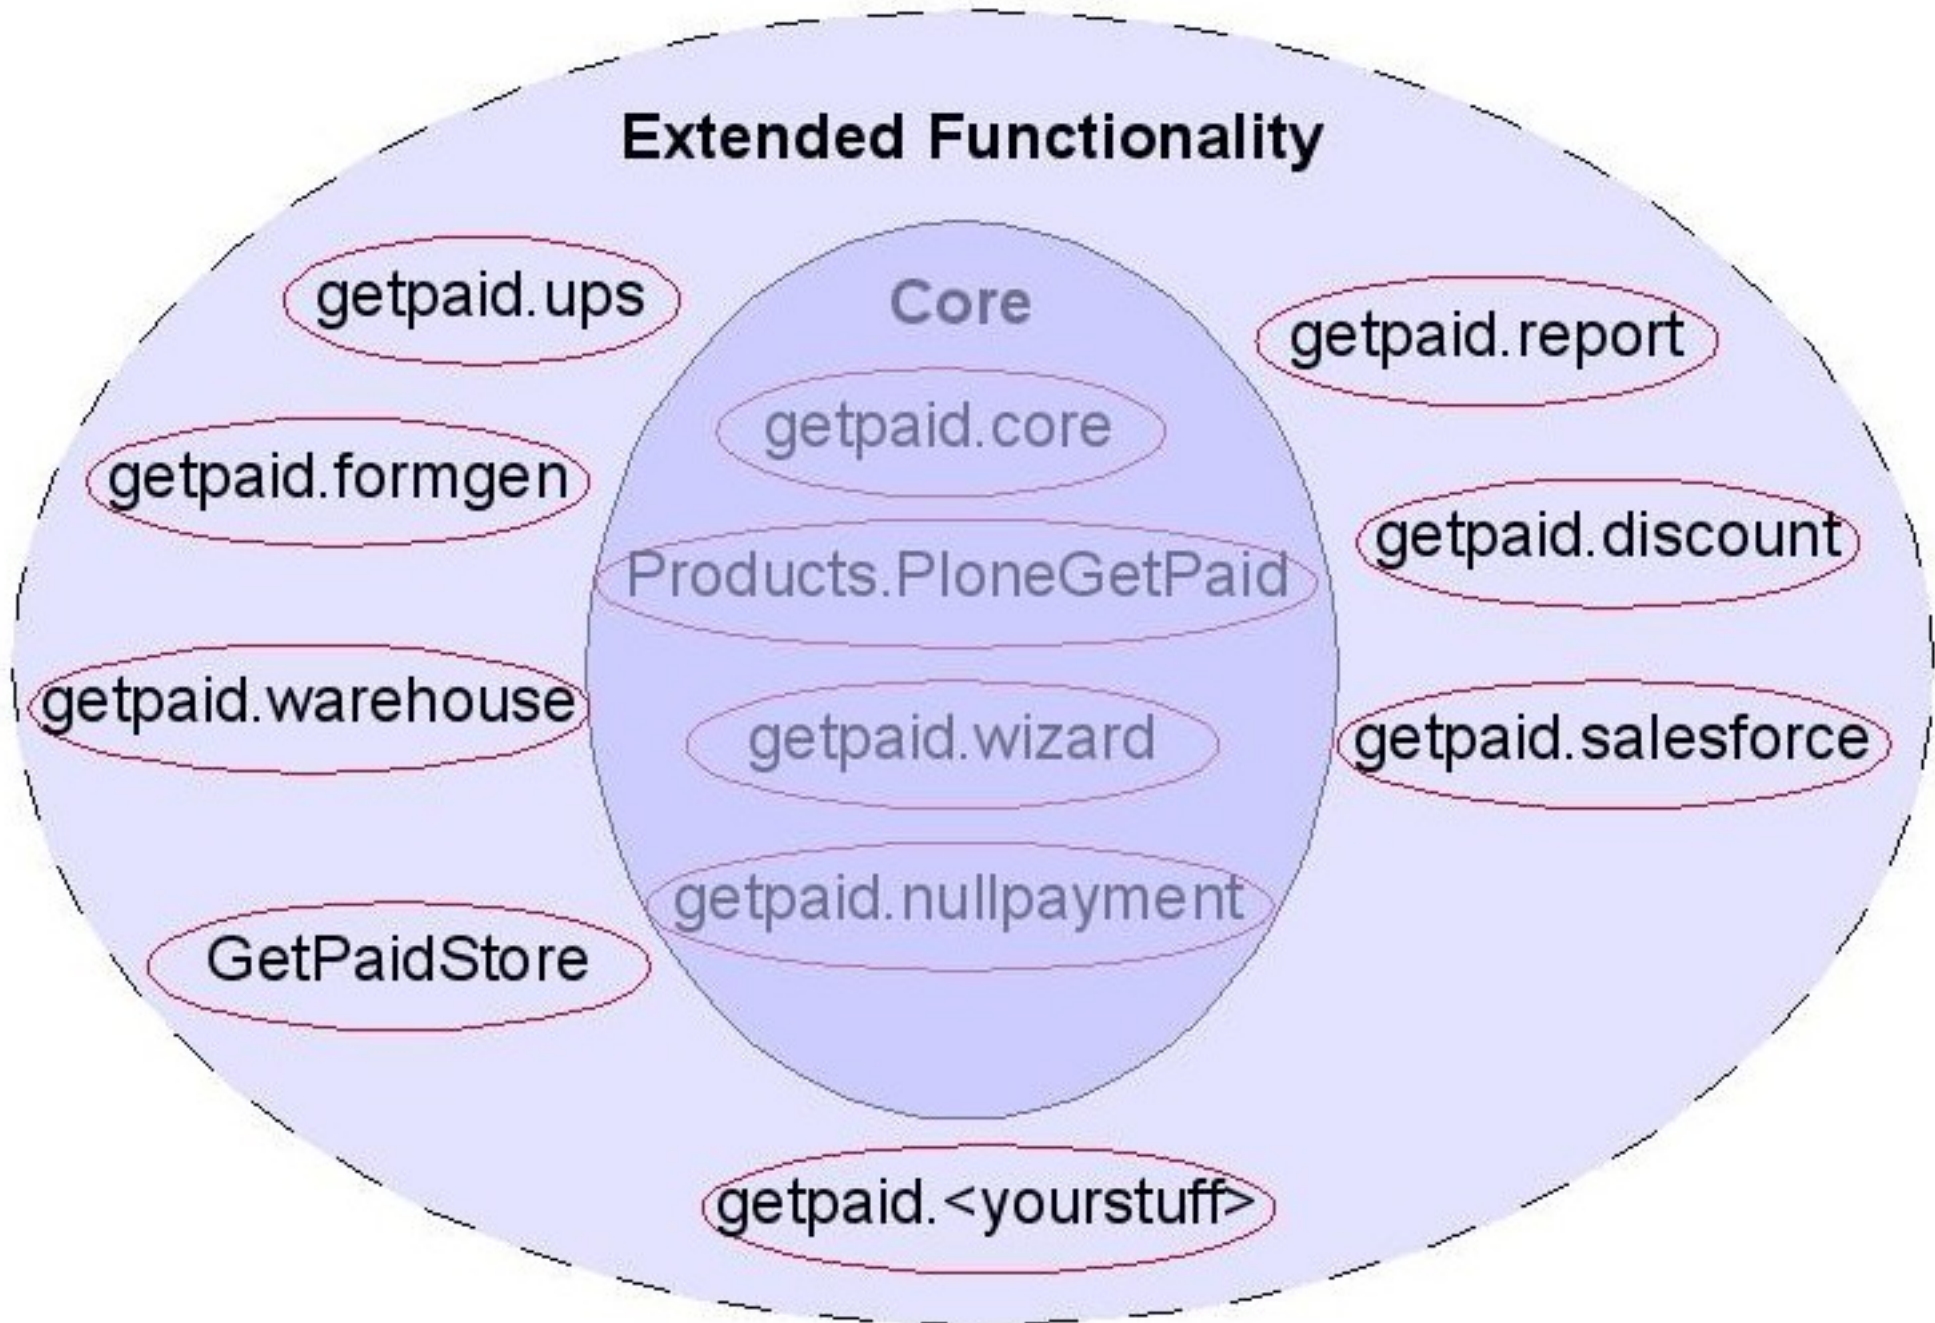 Extended Functionality
getpaid.ups
Core
getpaid.report
getpaid.core
getpaid.formgen
getpaid.discount
Products.PloneGetPaid
getpaid.warehouse
getpaid.wizard
getpaid.salesforce
getpaid.nullpayment
GetPaidStore
getpaid.<yourstuff>